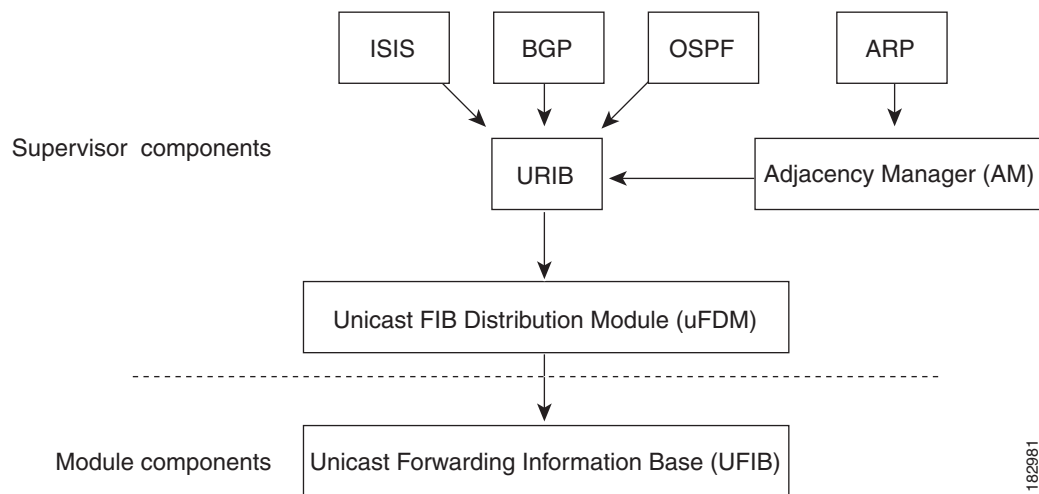 ISIS
BGP
OSPF
ARP
Supervisor components
URIB
Adjacency Manager (AM)
Unicast FIB Distribution Module (uFDM)
Module components
Unicast Forwarding Information Base (UFIB)
182981